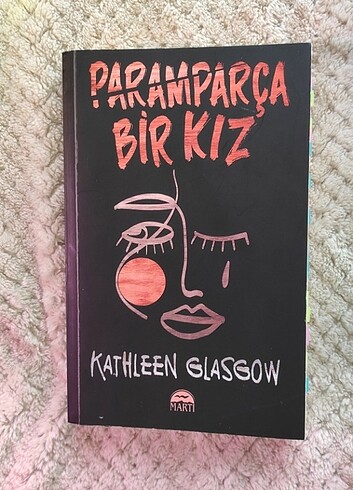 PARAMPARÇA
BİR KIZ
KATHLEEN GLASGOW
MARTI